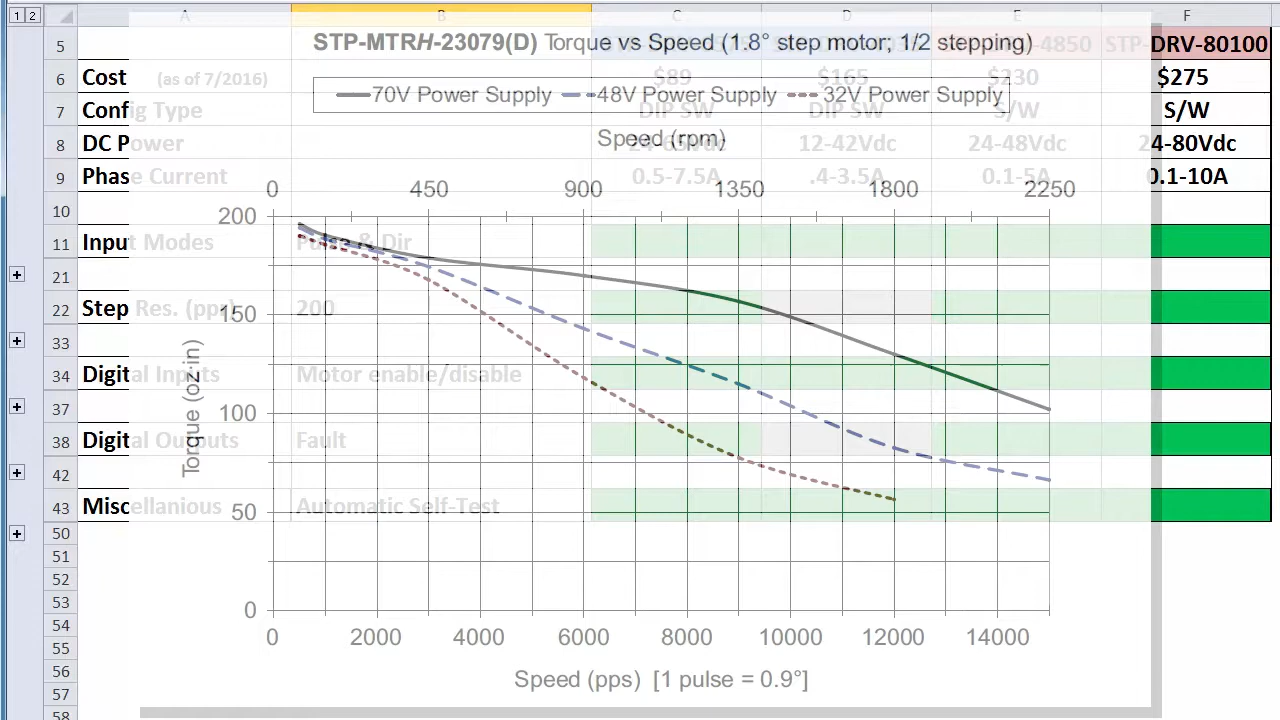 1 2 A B C D E F
STP-MTRH-23079(D) Torque vs Speed (1.8° step motor; 1/2 stepping)
5 4850 STP-DRV-80100
6 Cost (as of 7/2016) $89 $165 $230 $275
70V Power Supply 48V Power Supply 32V Power Supply
7 Config Type DIP SW DIP SW S/W S/W
Speed (rpm)
8 DC Power 12-42Vdc 24-48Vdc 24-80Vdc
9 Phase Current 0.5-7.5A .4-3.5A 0.1-5A 0.1-10A
0 450 900 1350 1800 2250
10
200
11 Input Modes Pulse & Dir
21
22 Step Res. (ppr) 200
150
33
34 Digital Inputs Motor enable/disable
Torque (oz·in)
37
100
38 Digital Outputs Fault
42
43 Miscellanious Automatic Self-Test
50
50
51
52
53
0
54
0 2000 4000 6000 8000 10000 12000 14000
55
56
Speed (pps) [1 pulse = 0.9°]
57
58